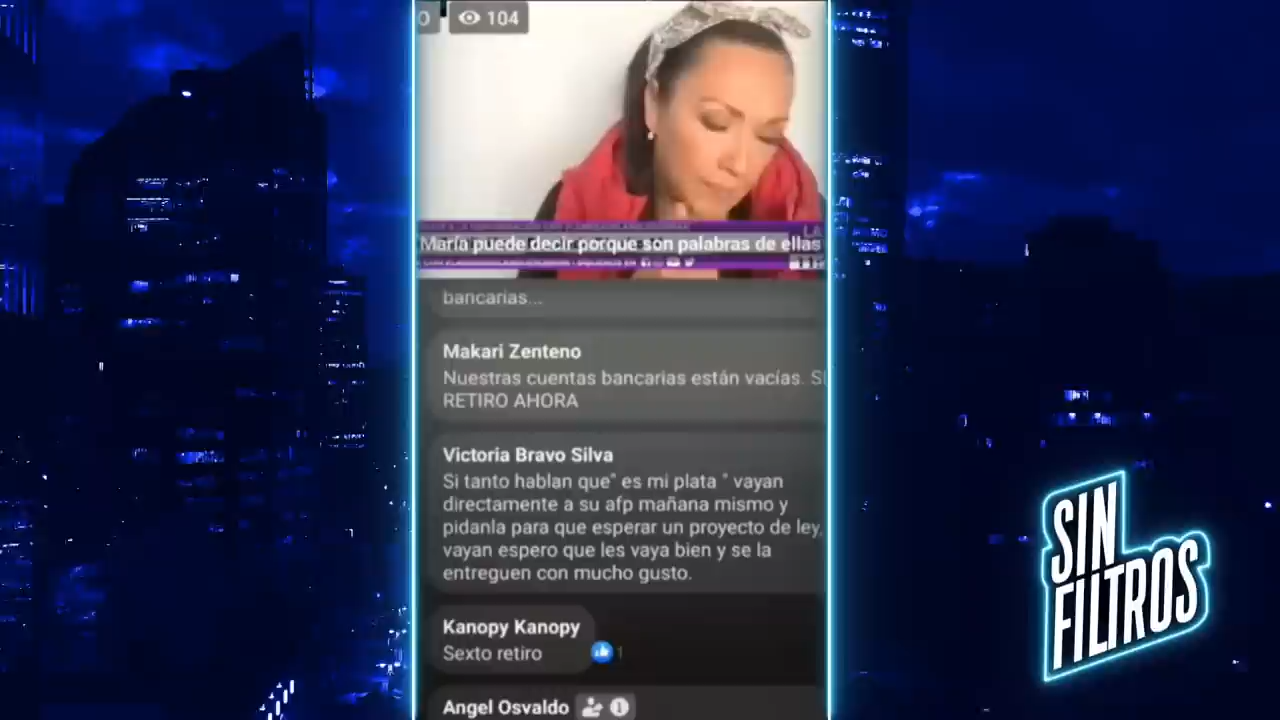 O
104
María puede decir porque son palabras de ellas
bancarias...
Makari Zenteno
Nuestras cuentas bancarias están vacías.
RETIRO AHORA
Victoria Bravo Silva
Si tanto hablan que" es mi plata " vayan
directamente a su afp mañana mismo y
pidanla para que esperar un proyecto de ley,
vayan espero que les vaya bien y se la
entreguen con mucho gusto.
Kanopy Kanopy
Sexto retiro
1
Angel Osvaldo
SIN
FILTROS